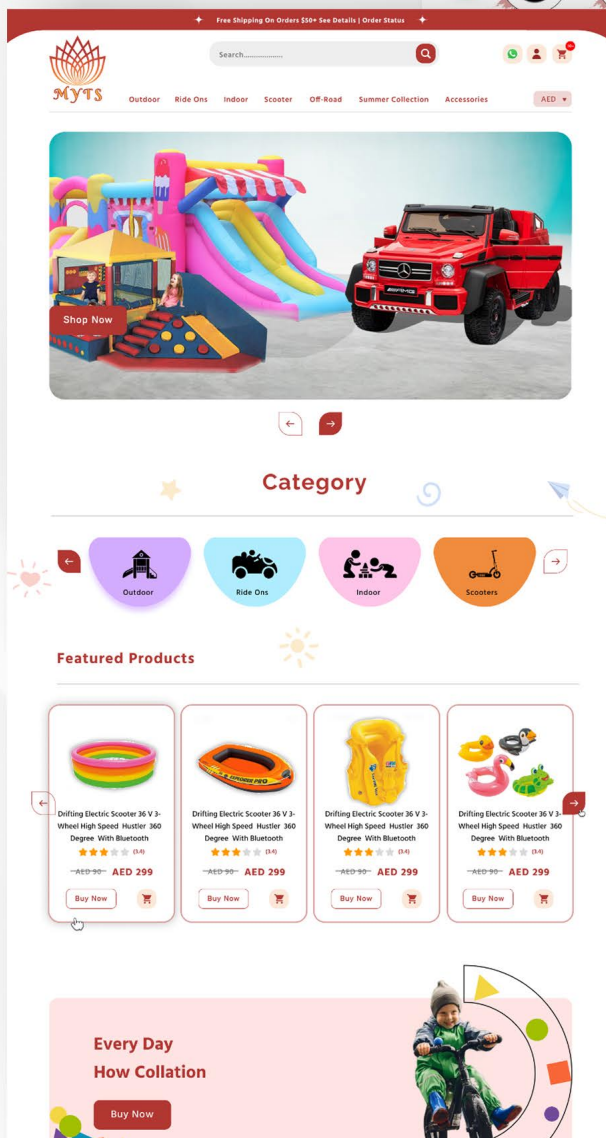 Free Shipping On Orders $50+ See Details | Order Status
Search...................
MYTS
Outdoor Ride Ons Indoor Scooter Off-Road Summer Collection Accessories AED
Shop Now
Category
Outdoor Ride Ons Indoor Scooters
Featured Products
EXPLORER PRO
Drifting Electric Scooter 36 V 3-
Wheel High Speed Hustler 360
Degree With Bluetooth
(3.4)
AED 90 AED 299
Buy Now
Drifting Electric Scooter 36 V 3-
Wheel High Speed Hustler 360
Degree With Bluetooth
(3.4)
AED 90 AED 299
Buy Now
Drifting Electric Scooter 36 V 3-
Wheel High Speed Hustler 360
Degree With Bluetooth
(3.4)
AED 90 AED 299
Buy Now
Drifting Electric Scooter 36 V 3-
Wheel High Speed Hustler 360
Degree With Bluetooth
(3.4)
AED 90 AED 299
Buy Now
Every Day
How Collation
Buy Now